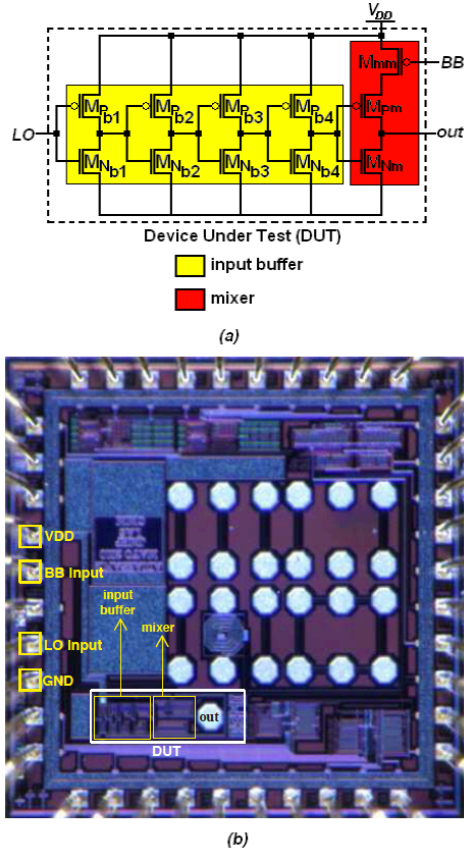 VDD
Mmm
BB
MPb1 MPb2 MPb3 MPb4 MPm
LO
out
MNb1 MNb2 MNb3 MNb4 MNm
Device Under Test (DUT)
input buffer
mixer
(a)
VDD
BB Input
input
buffer
mixer
LO Input
GND
out
DUT
(b)